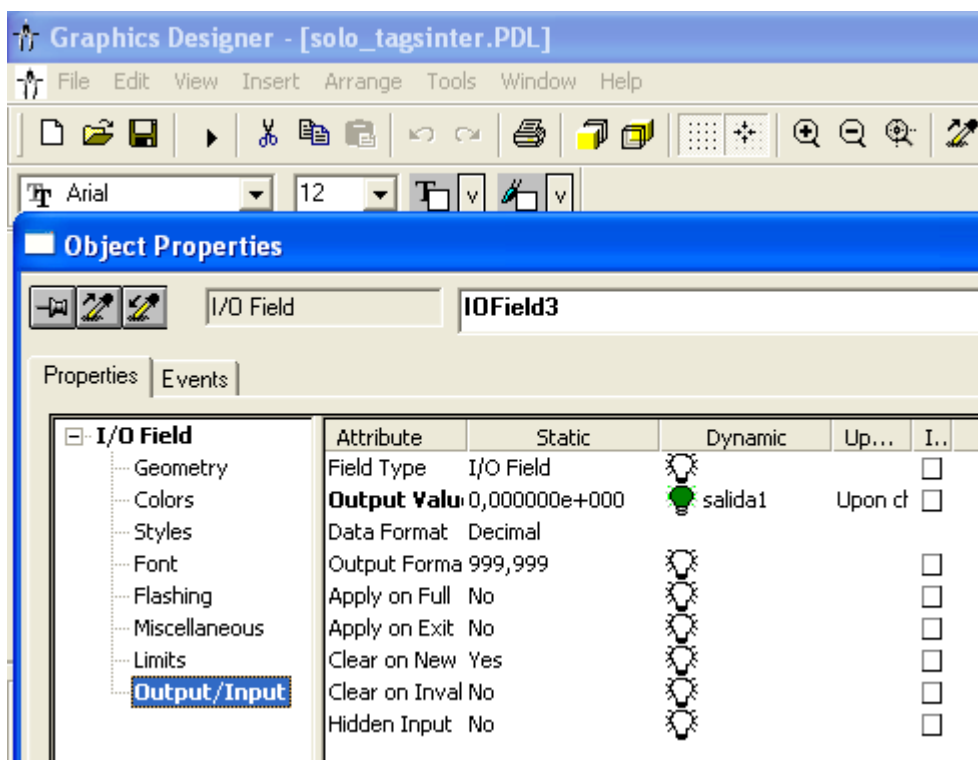 Graphics Designer - [solo_tagsinter.PDL]
File Edit View Insert Arrange Tools Window Help
Arial 12
Object Properties
I/O Field IOField3
Properties Events
I/O Field
Geometry
Colors
Styles
Font
Flashing
Miscellaneous
Limits
Output/Input
Attribute Static Dynamic Up... I..
Field Type I/O Field
Output Valu 0,000000e+000 salida1 Upon ch
Data Format Decimal
Output Forma 999,999
Apply on Full No
Apply on Exit No
Clear on New Yes
Clear on Inval No
Hidden Input No